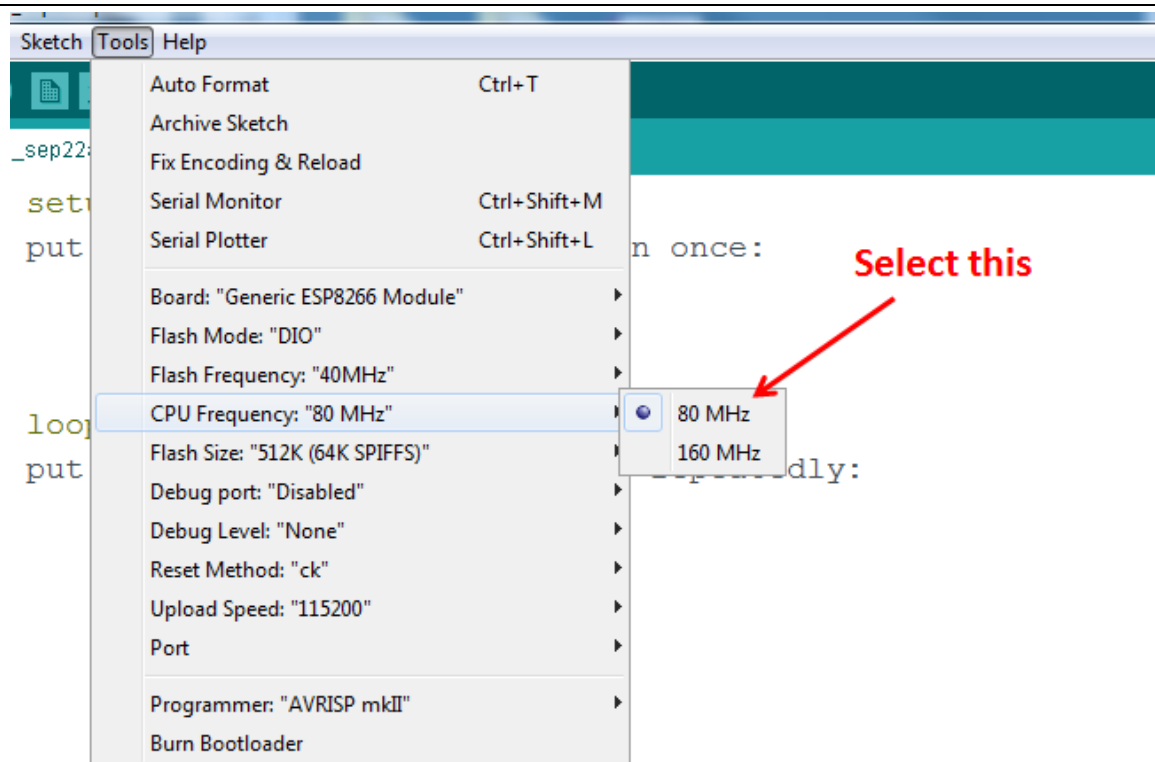 Sketch Tools Help
Auto Format Ctrl+T
Archive Sketch
_sep22a
Fix Encoding & Reload
setu
Serial Monitor Ctrl+Shift+M
put
Serial Plotter Ctrl+Shift+L
n once:
Select this
Board: "Generic ESP8266 Module"
Flash Mode: "DIO"
Flash Frequency: "40MHz"
CPU Frequency: "80 MHz"
80 MHz
loop
Flash Size: "512K (64K SPIFFS)"
160 MHz
put
repeatedly:
Debug port: "Disabled"
Debug Level: "None"
Reset Method: "ck"
Upload Speed: "115200"
Port
Programmer: "AVRISP mkII"
Burn Bootloader